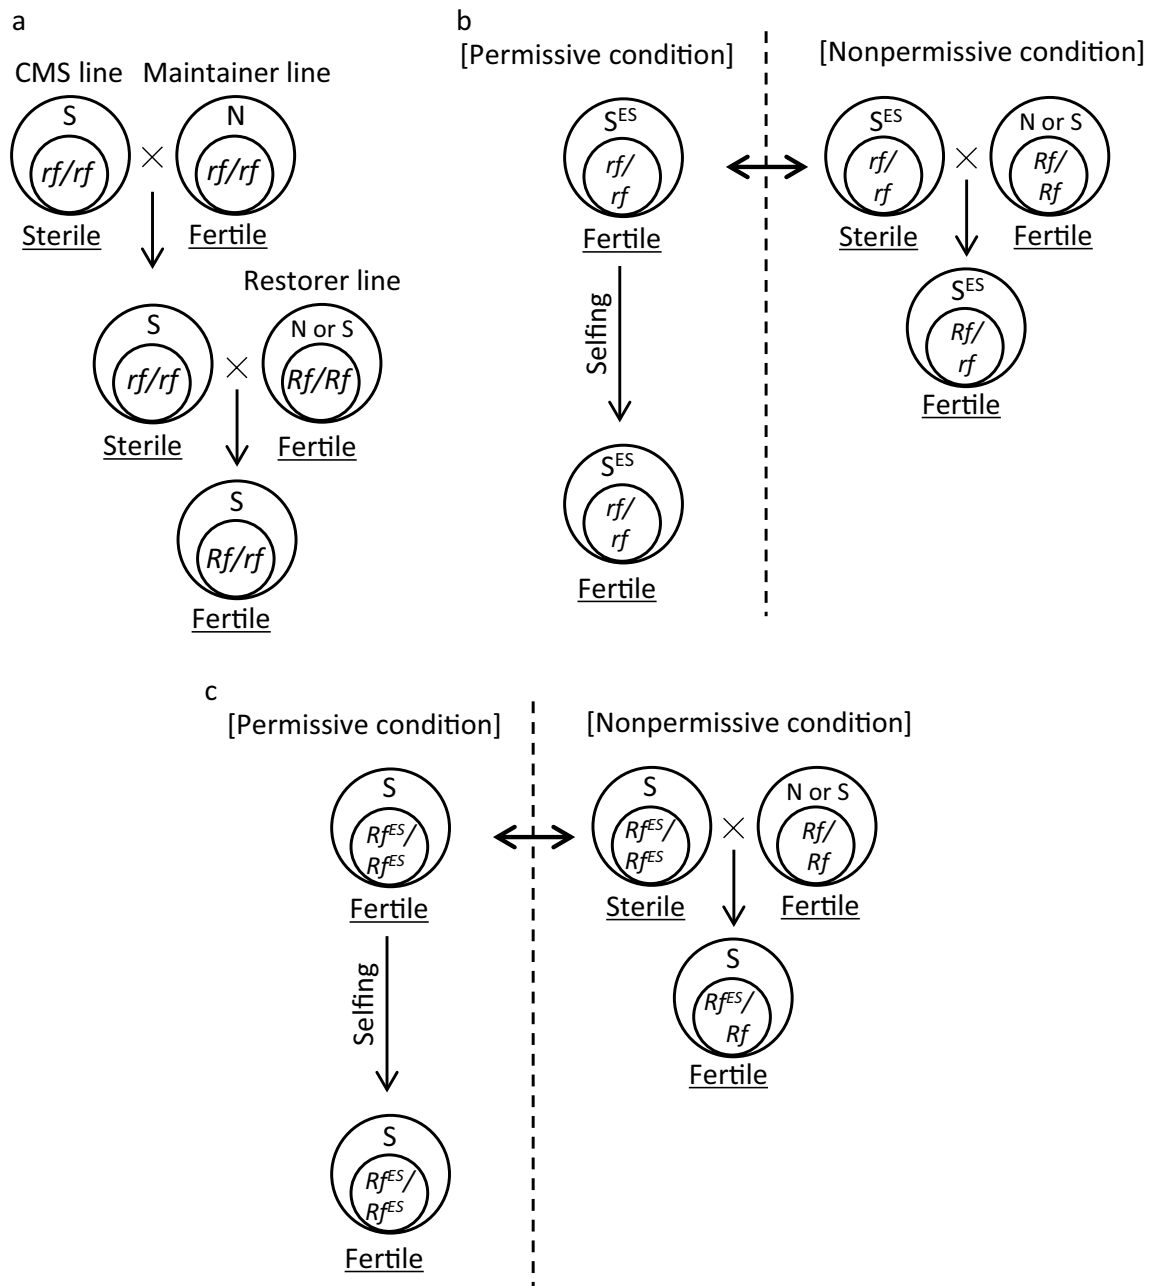 a
CMS line Maintainer line
S
N
rf/rf
×
rf/rf
Sterile
Fertile
Restorer line
S
N or S
rf/rf
×
Rf/Rf
Sterile
Fertile
S
Rf/rf
Fertile
b
[Permissive condition]
[Nonpermissive condition]
S^ES
rf/
rf
Fertile
Selfing
S^ES
rf/
rf
Fertile
S^ES
rf/
rf
Sterile
×
N or S
Rf/
Rf
Fertile
S^ES
Rf/
rf
Fertile
c
[Permissive condition]
[Nonpermissive condition]
S
Rf^ES/
Rf^ES
Fertile
Selfing
S
Rf^ES/
Rf^ES
Fertile
S
Rf^ES/
Rf^ES
Sterile
×
N or S
Rf/
Rf
Fertile
S
Rf^ES/
Rf
Fertile